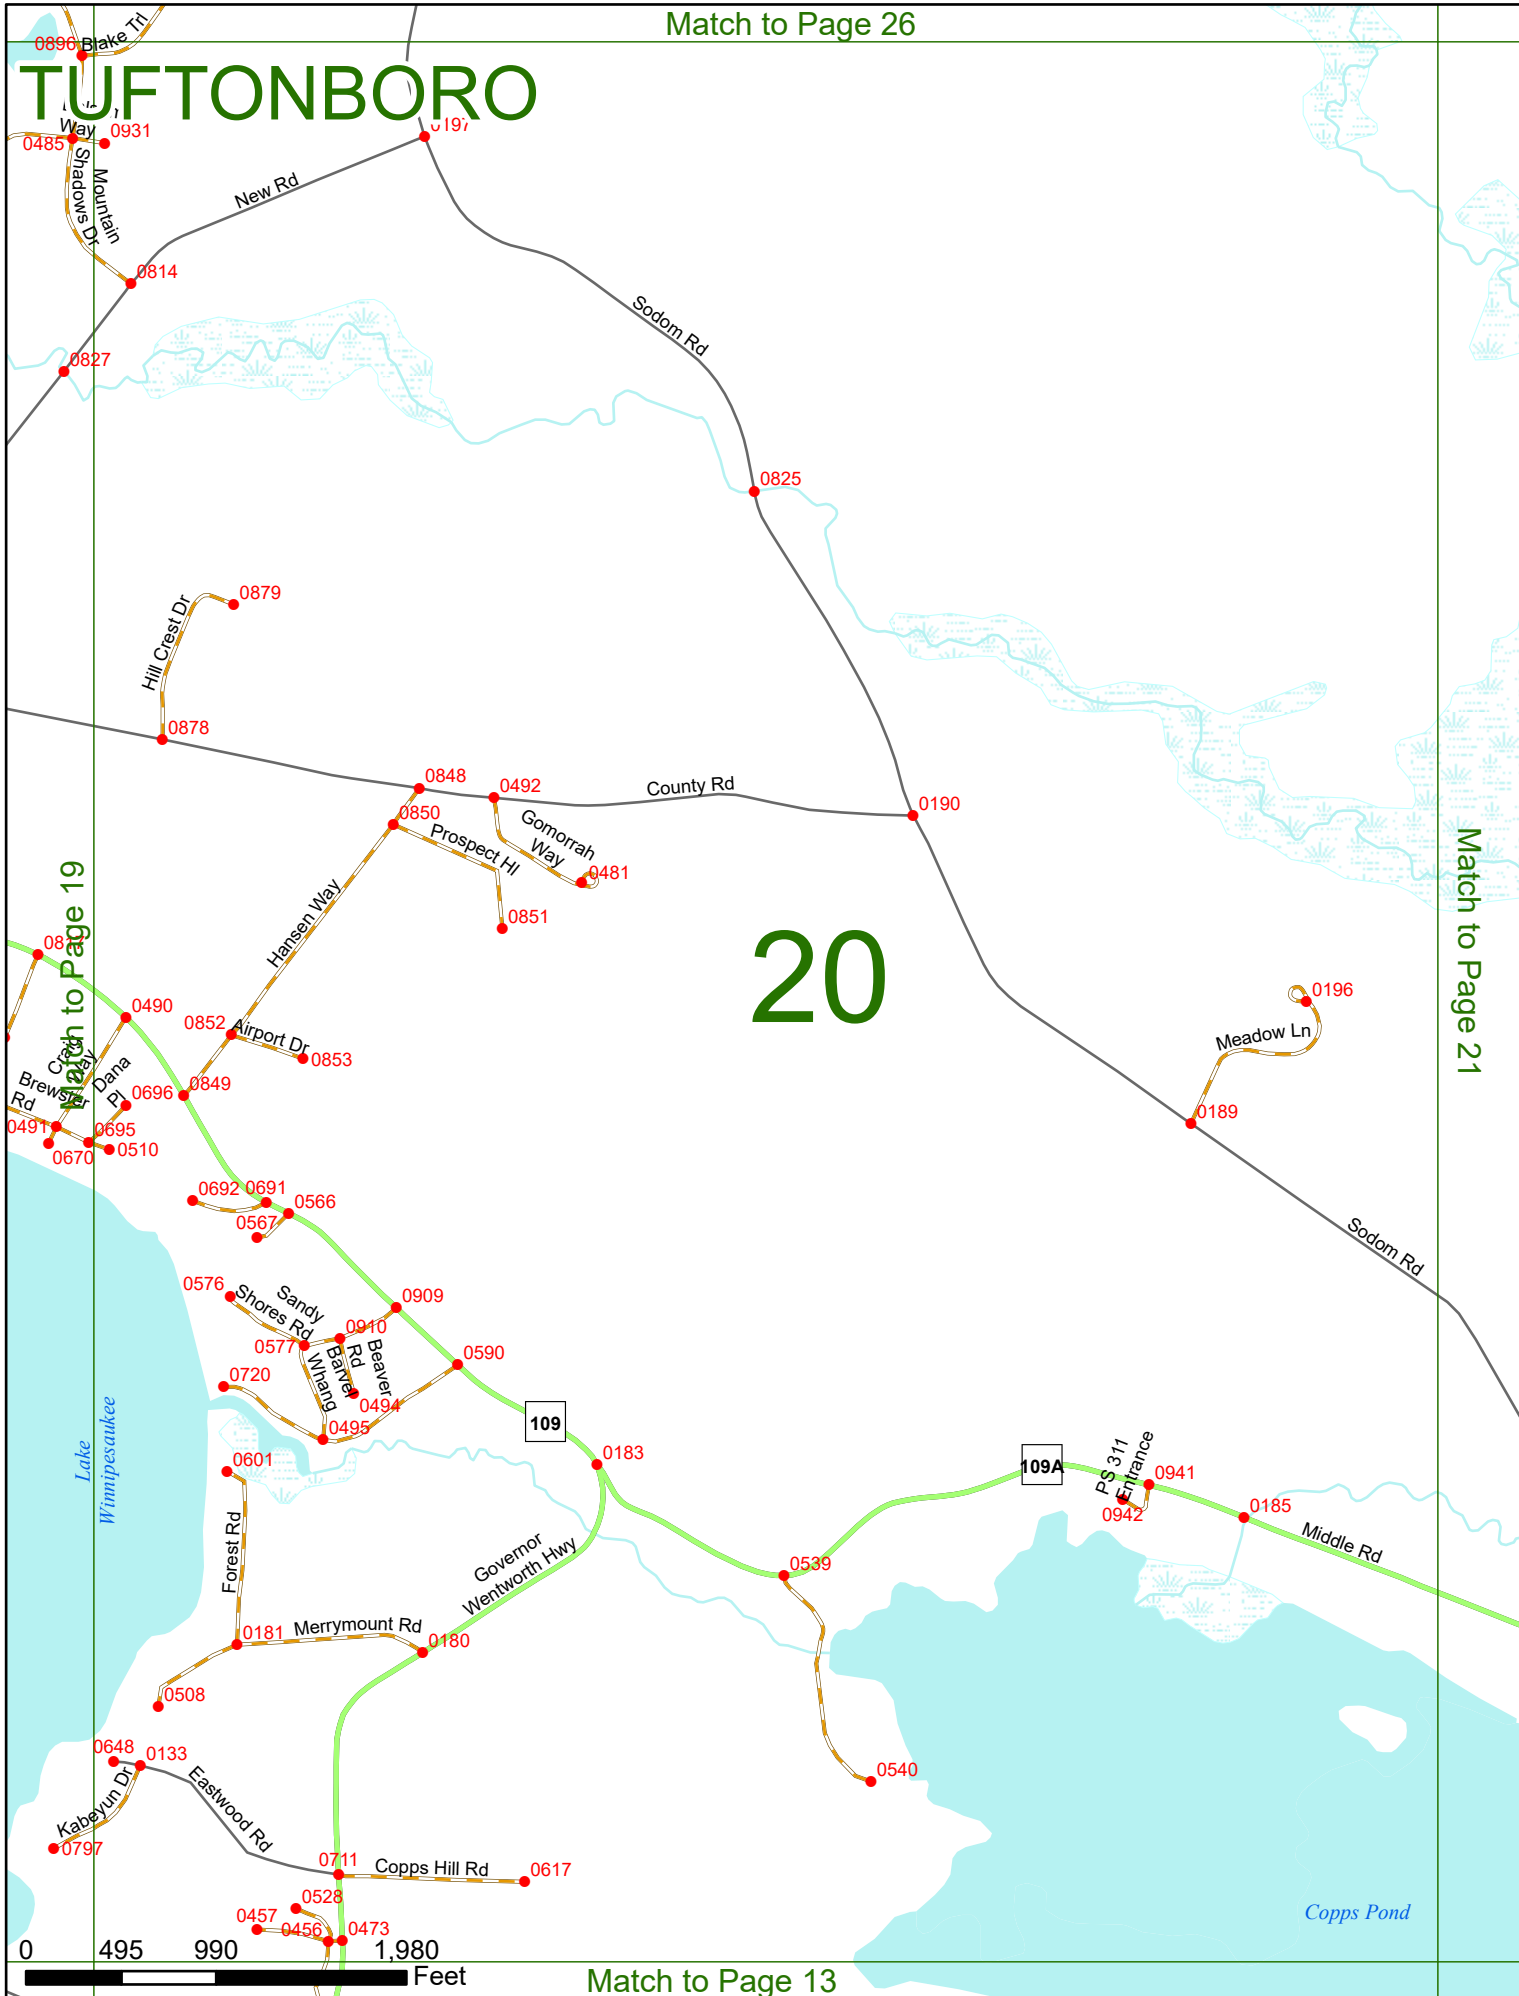 Match to Page 26
0896
Blake Trl
TUFTONBORO
Way
0931
0485
0197
Mountain
Shadows Dr
New Rd
0814
Sodom Rd
0827
0825
0879
Hill Crest Dr
0878
0848
0492
County Rd
0190
0850
Prospect Hl
Gomorrah
Way
0481
0851
Hansen Way
Match to Page 19
Match to Page 21
20
0490
0196
0852
Airport Dr
0853
Meadow Ln
Craig
Way
Dana
Pl
Brewster
Rd
0696
0849
0189
0491
0695
0670
0510
0692
0691
0566
0567
Sodom Rd
0576
Sandy
Shores Rd
0909
0910
0577
Beaver
Rd
Barvel
Whang
0590
0720
0494
109
0495
Lake
Winnipesaukee
0183
109A
PS 311
Entrance
0941
0601
0942
0185
Middle Rd
Forest Rd
Governor
Wentworth Hwy
0539
0181
Merrymount Rd
0180
0508
0648
0133
0540
Eastwood Rd
Kabeyun Dr
0797
0711
Copps Hill Rd
0617
0528
0457
0456
0473
Copps Pond
0
495
990
1,980
Feet
Match to Page 13